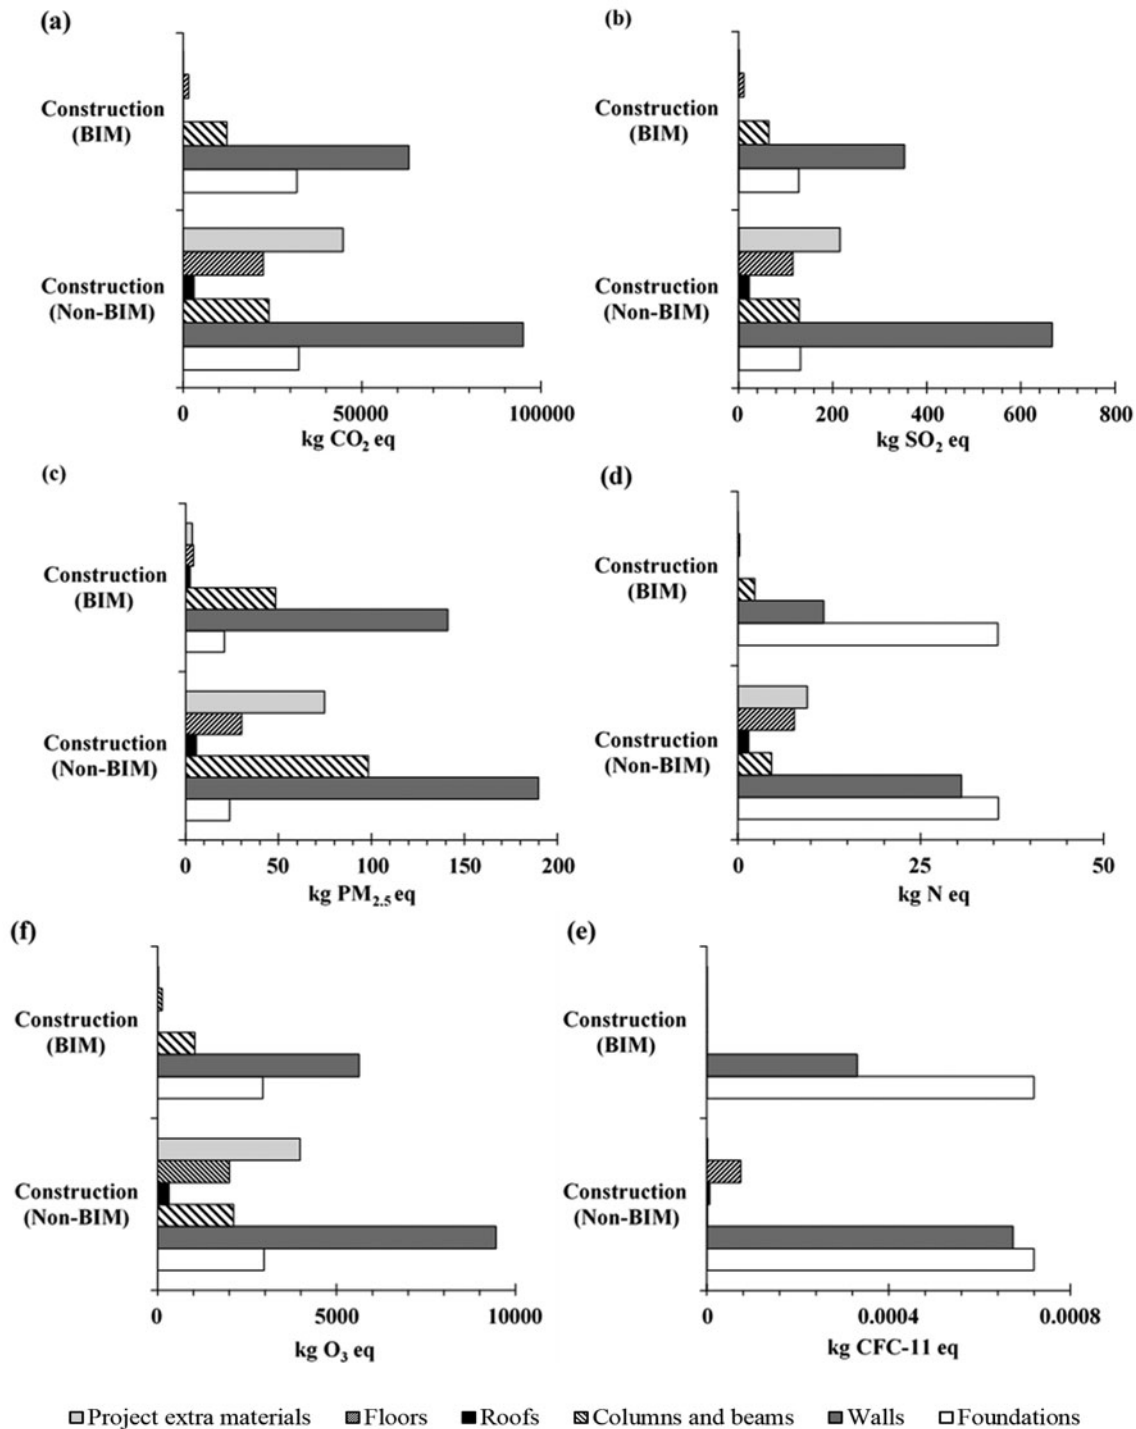 (a)
Construction
(BIM)
Construction
(Non-BIM)
0 50000 100000
kg CO₂ eq
(b)
Construction
(BIM)
Construction
(Non-BIM)
0 200 400 600 800
kg SO₂ eq
(c)
Construction
(BIM)
Construction
(Non-BIM)
0 50 100 150 200
kg PM₂.₅ eq
(d)
Construction
(BIM)
Construction
(Non-BIM)
0 25 50
kg N eq
(f)
Construction
(BIM)
Construction
(Non-BIM)
0 5000 10000
kg O₃ eq
(e)
Construction
(BIM)
Construction
(Non-BIM)
0 0.0004 0.0008
kg CFC-11 eq
Project extra materials Floors Roofs Columns and beams Walls Foundations